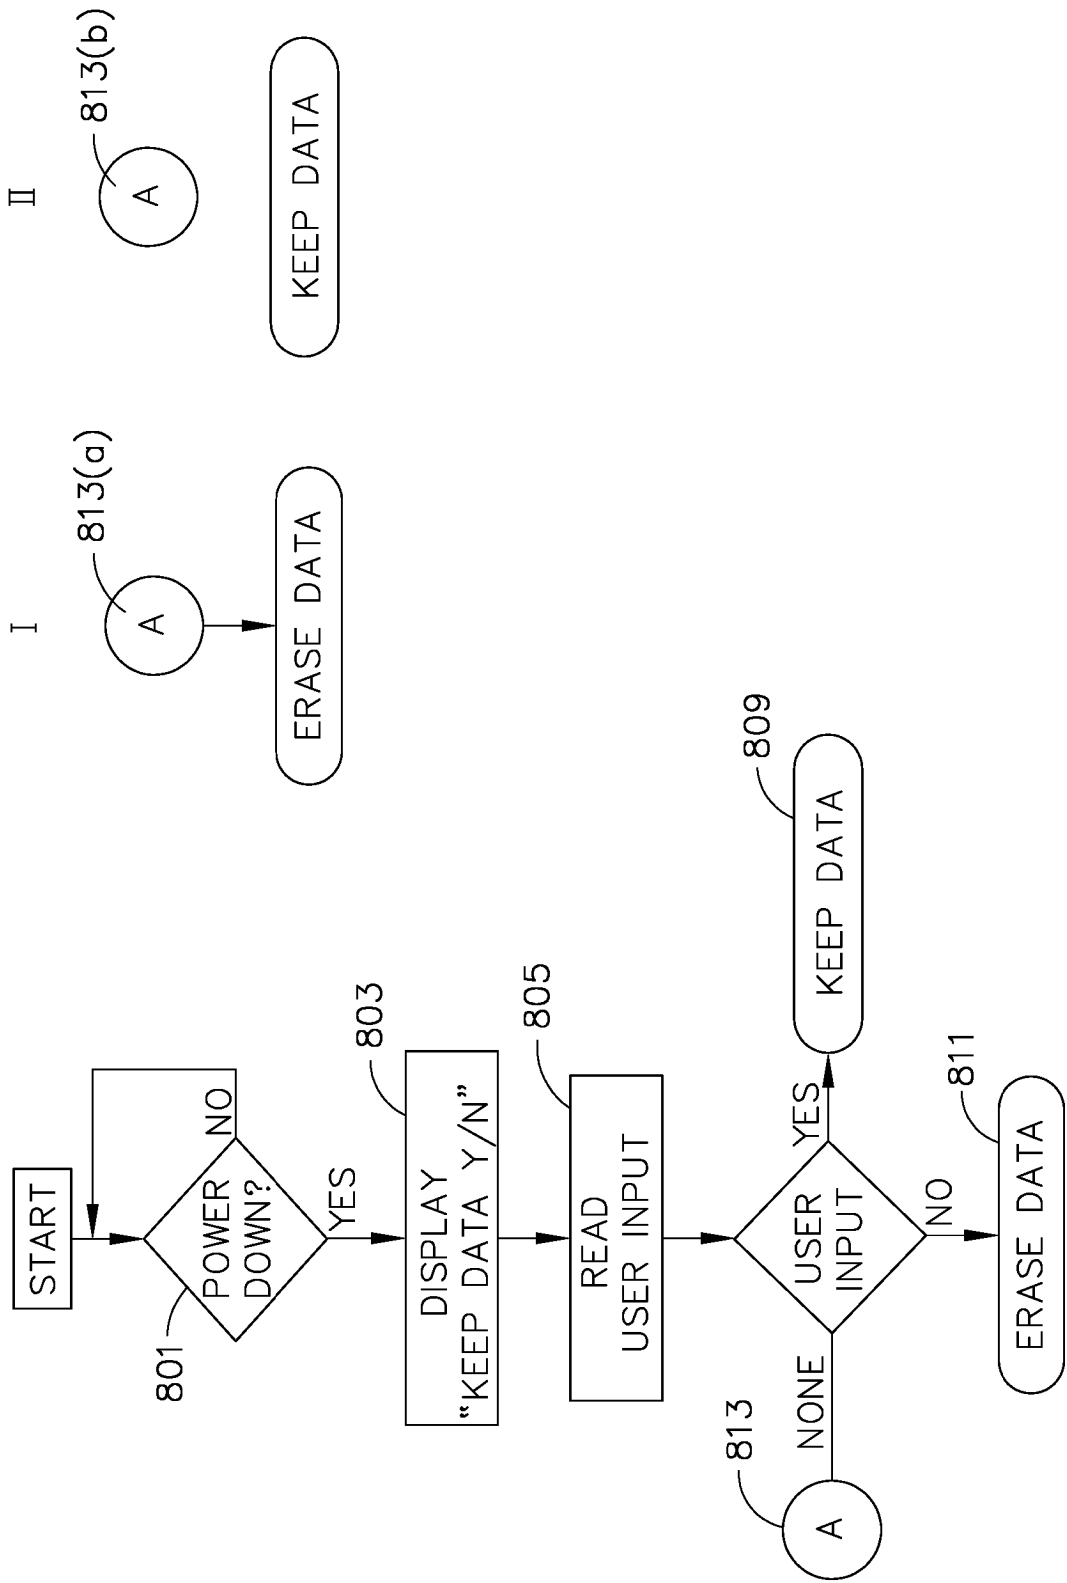 START
POWER
DOWN?
NO
801
YES
DISPLAY
“KEEP DATA Y/N”
803
READ
USER INPUT
805
USER
INPUT
YES
KEEP DATA
809
NO
ERASE DATA
811
NONE
A
813
I
A
813(a)
ERASE DATA
II
A
813(b)
KEEP DATA